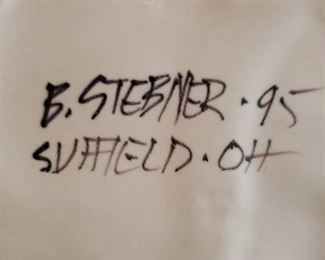 B. STEBNER · 95
SUFFIELD · OH